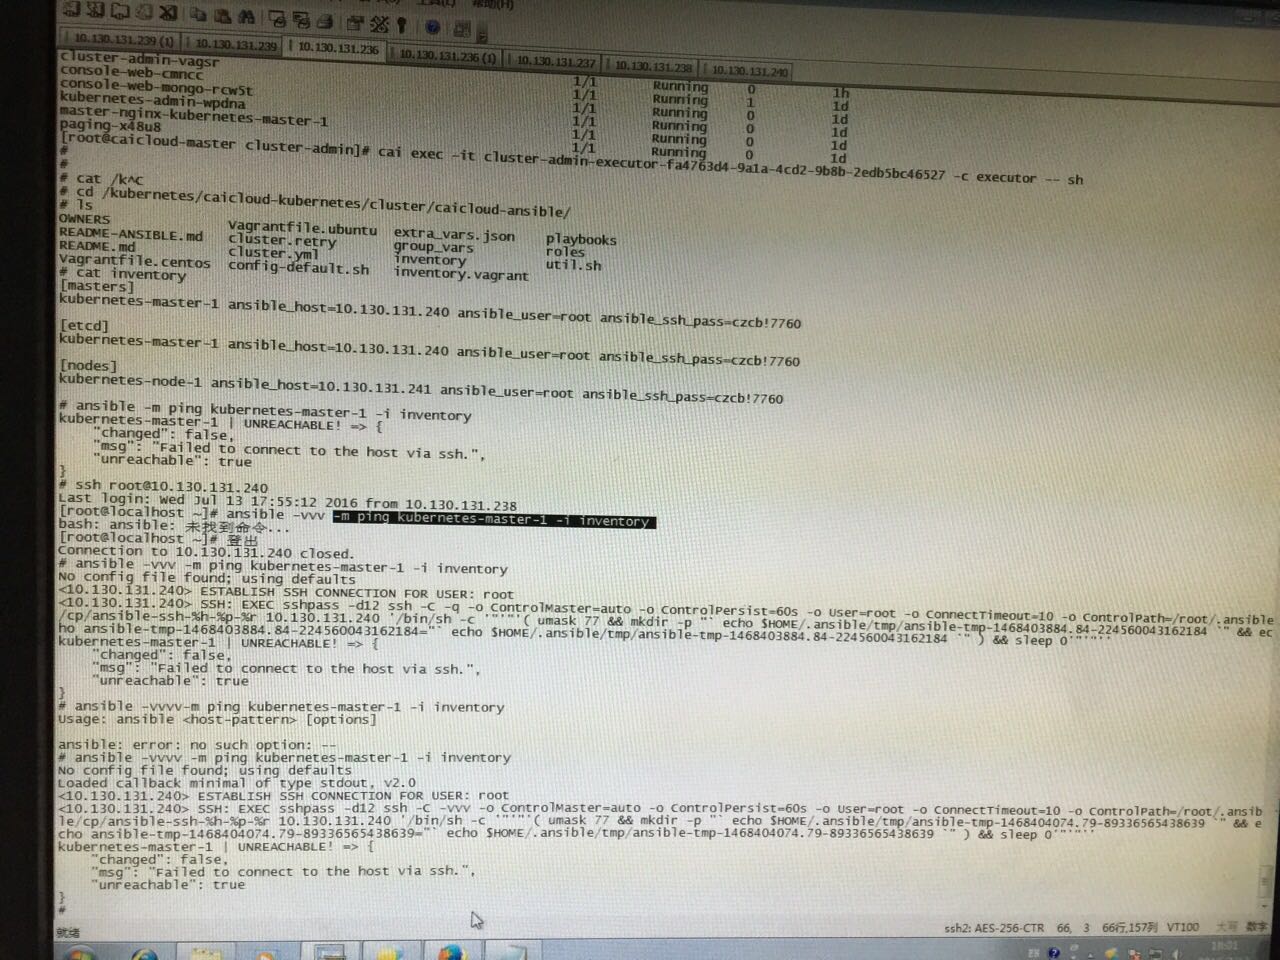 工具(L) 帮助(H)
10.130.131.239 (1) 10.130.131.239 10.130.131.236 10.130.131.236 (1) 10.130.131.237 10.130.131.238 10.130.131.240
cluster-admin-vagsr 1/1 Running 0 1h
console-web-cmncc 1/1 Running 1 1d
console-web-mongo-rcw5t 1/1 Running 0 1d
kubernetes-admin-wpdna 1/1 Running 0 1d
master-nginx-kubernetes-master-1 1/1 Running 0 1d
paging-x48u8 1/1 Running 0 1d
[root@caicloud-master cluster-admin]# cai exec -it cluster-admin-executor-fa4763d4-9a1a-4cd2-9b8b-2edb5bc46527 -c executor -- sh
#
#
# cat /k^C
# cd /kubernetes/caicloud-kubernetes/cluster/caicloud-ansible/
# ls
OWNERS Vagrantfile.ubuntu extra_vars.json playbooks
README-ANSIBLE.md cluster.retry group_vars roles
README.md cluster.yml inventory util.sh
Vagrantfile.centos config-default.sh inventory.vagrant
# cat inventory
[masters]
kubernetes-master-1 ansible_host=10.130.131.240 ansible_user=root ansible_ssh_pass=czcb!7760
[etcd]
kubernetes-master-1 ansible_host=10.130.131.240 ansible_user=root ansible_ssh_pass=czcb!7760
[nodes]
kubernetes-node-1 ansible_host=10.130.131.241 ansible_user=root ansible_ssh_pass=czcb!7760
# ansible -m ping kubernetes-master-1 -i inventory
kubernetes-master-1 | UNREACHABLE! => {
"changed": false,
"msg": "Failed to connect to the host via ssh.",
"unreachable": true
}
# ssh root@10.130.131.240
Last login: Wed Jul 13 17:55:12 2016 from 10.130.131.238
[root@localhost ~]# ansible -vvv -m ping kubernetes-master-1 -i inventory
bash: ansible: 未找到命令...
[root@localhost ~]# 登出
Connection to 10.130.131.240 closed.
# ansible -vvv -m ping kubernetes-master-1 -i inventory
No config file found; using defaults
<10.130.131.240> ESTABLISH SSH CONNECTION FOR USER: root
<10.130.131.240> SSH: EXEC sshpass -d12 ssh -C -q -o ControlMaster=auto -o ControlPersist=60s -o User=root -o ConnectTimeout=10 -o ControlPath=/root/.ansible
/cp/ansible-ssh-%h-%p-%r 10.130.131.240 '/bin/sh -c '"'"'( umask 77 && mkdir -p "` echo $HOME/.ansible/tmp/ansible-tmp-1468403884.84-224560043162184 `" && ec
ho ansible-tmp-1468403884.84-224560043162184="` echo $HOME/.ansible/tmp/ansible-tmp-1468403884.84-224560043162184 `" ) && sleep 0'"'"''
kubernetes-master-1 | UNREACHABLE! => {
"changed": false,
"msg": "Failed to connect to the host via ssh.",
"unreachable": true
}
# ansible -vvvv-m ping kubernetes-master-1 -i inventory
Usage: ansible <host-pattern> [options]
ansible: error: no such option: --
# ansible -vvvv -m ping kubernetes-master-1 -i inventory
No config file found; using defaults
Loaded callback minimal of type stdout, v2.0
<10.130.131.240> ESTABLISH SSH CONNECTION FOR USER: root
<10.130.131.240> SSH: EXEC sshpass -d12 ssh -C -vvv -o ControlMaster=auto -o ControlPersist=60s -o User=root -o ConnectTimeout=10 -o ControlPath=/root/.ansib
le/cp/ansible-ssh-%h-%p-%r 10.130.131.240 '/bin/sh -c '"'"'( umask 77 && mkdir -p "` echo $HOME/.ansible/tmp/ansible-tmp-1468404074.79-89336565438639 `" && e
cho ansible-tmp-1468404074.79-89336565438639="` echo $HOME/.ansible/tmp/ansible-tmp-1468404074.79-89336565438639 `" ) && sleep 0'"'"''
kubernetes-master-1 | UNREACHABLE! => {
"changed": false,
"msg": "Failed to connect to the host via ssh.",
"unreachable": true
}
#
就绪 ssh2: AES-256-CTR 66, 3 66行,157列 VT100 大写 数字
EN 18:01